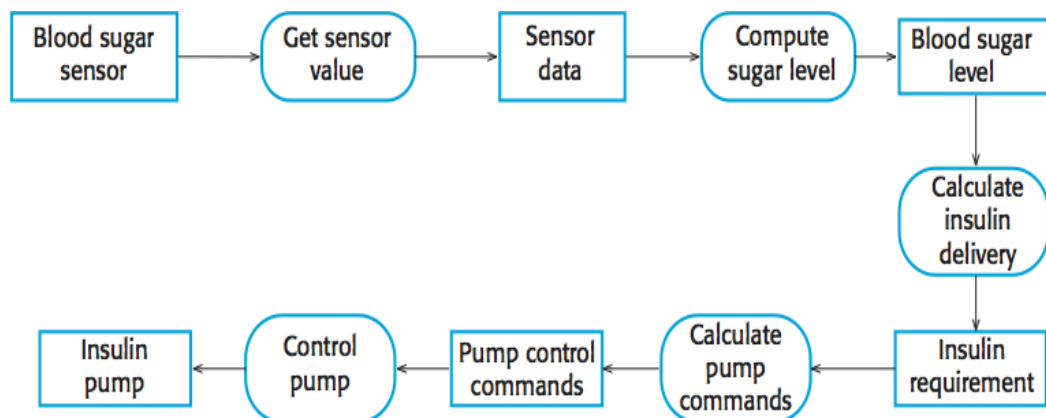 Blood sugar
sensor
Get sensor
value
Sensor
data
Compute
sugar level
Blood sugar
level
Calculate
insulin
delivery
Insulin
pump
Control
pump
Pump control
commands
Calculate
pump
commands
Insulin
requirement